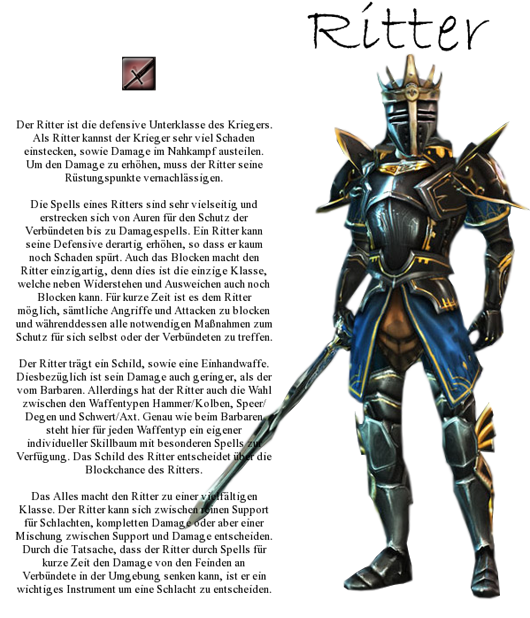 Ritter
Der Ritter ist die defensive Unterklasse des Kriegers.
Als Ritter kannst der Krieger sehr viel Schaden
einstecken, sowie Damage im Nahkampf austeilen.
Um den Damage zu erhöhen, muss der Ritter seine
Rüstungspunkte vernachlässigen.
Die Spells eines Ritters sind sehr vielseitig und
erstrecken sich von Auren für den Schutz der
Verbündeten bis zu Damagespells. Ein Ritter kann
seine Defensive derartig erhöhen, so dass er kaum
noch Schaden spürt. Auch das Blocken macht den
Ritter einzigartig, denn dies ist die einzige Klasse,
welche neben Widerstehen und Ausweichen auch noch
Blocken kann. Für kurze Zeit ist es dem Ritter
möglich, sämtliche Angriffe und Attacken zu blocken
und währenddessen alle notwendigen Maßnahmen zum
Schutz für sich selbst oder der Verbündeten zu treffen.
Der Ritter trägt ein Schild, sowie eine Einhandwaffe.
Diesbezüglich ist sein Damage auch geringer, als der
vom Barbaren. Allerdings hat der Ritter auch die Wahl
zwischen den Waffentypen Hammer/Kolben, Speer/
Degen und Schwert/Axt. Genau wie beim Barbaren,
steht hier für jeden Waffentyp ein eigener
individueller Skillbaum mit besonderen Spells zur
Verfügung. Das Schild des Ritters entscheidet über die
Blockchance des Ritters.
Das Alles macht den Ritter zu einer vielfältigen
Klasse. Der Ritter kann sich zwischen reinen Support
für Schlachten, kompletten Damage oder aber einer
Mischung zwischen Support und Damage entscheiden.
Durch die Tatsache, dass der Ritter durch Spells für
kurze Zeit den Damage von den Feinden an
Verbündete in der Umgebung senken kann, ist er ein
wichtiges Instrument um eine Schlacht zu entscheiden.